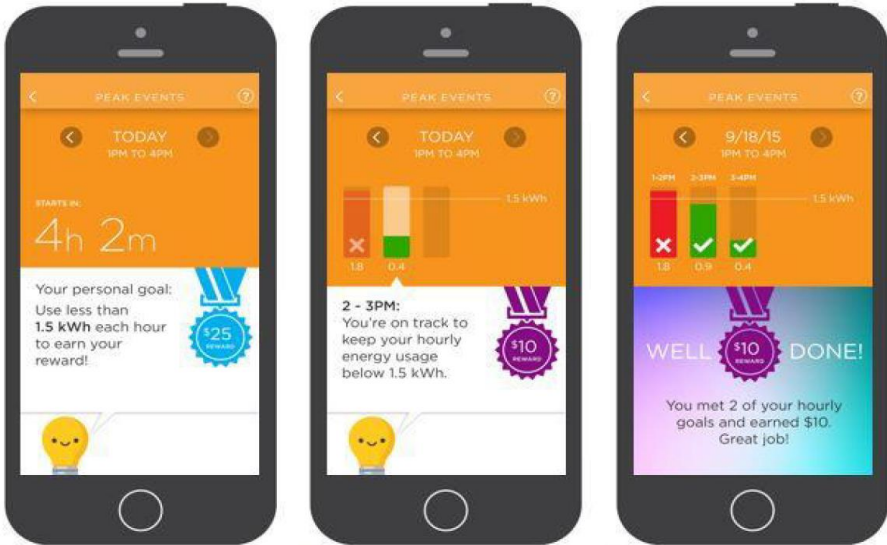 PEAK EVENTS
?
TODAY
1PM TO 4PM
STARTS IN:
4h 2m
Your personal goal:
Use less than
1.5 kWh each hour
to earn your
reward!
$25
REWARD
PEAK EVENTS
?
TODAY
1PM TO 4PM
1.5 kWh
1.8 0.4
2 - 3PM:
You're on track to
keep your hourly
energy usage
below 1.5 kWh.
$10
REWARD
PEAK EVENTS
?
9/18/15
1PM TO 4PM
1-2PM 2-3PM 3-4PM
1.5 kWh
1.8 0.9 0.4
WELL DONE!
$10
REWARD
You met 2 of your hourly
goals and earned $10.
Great job!